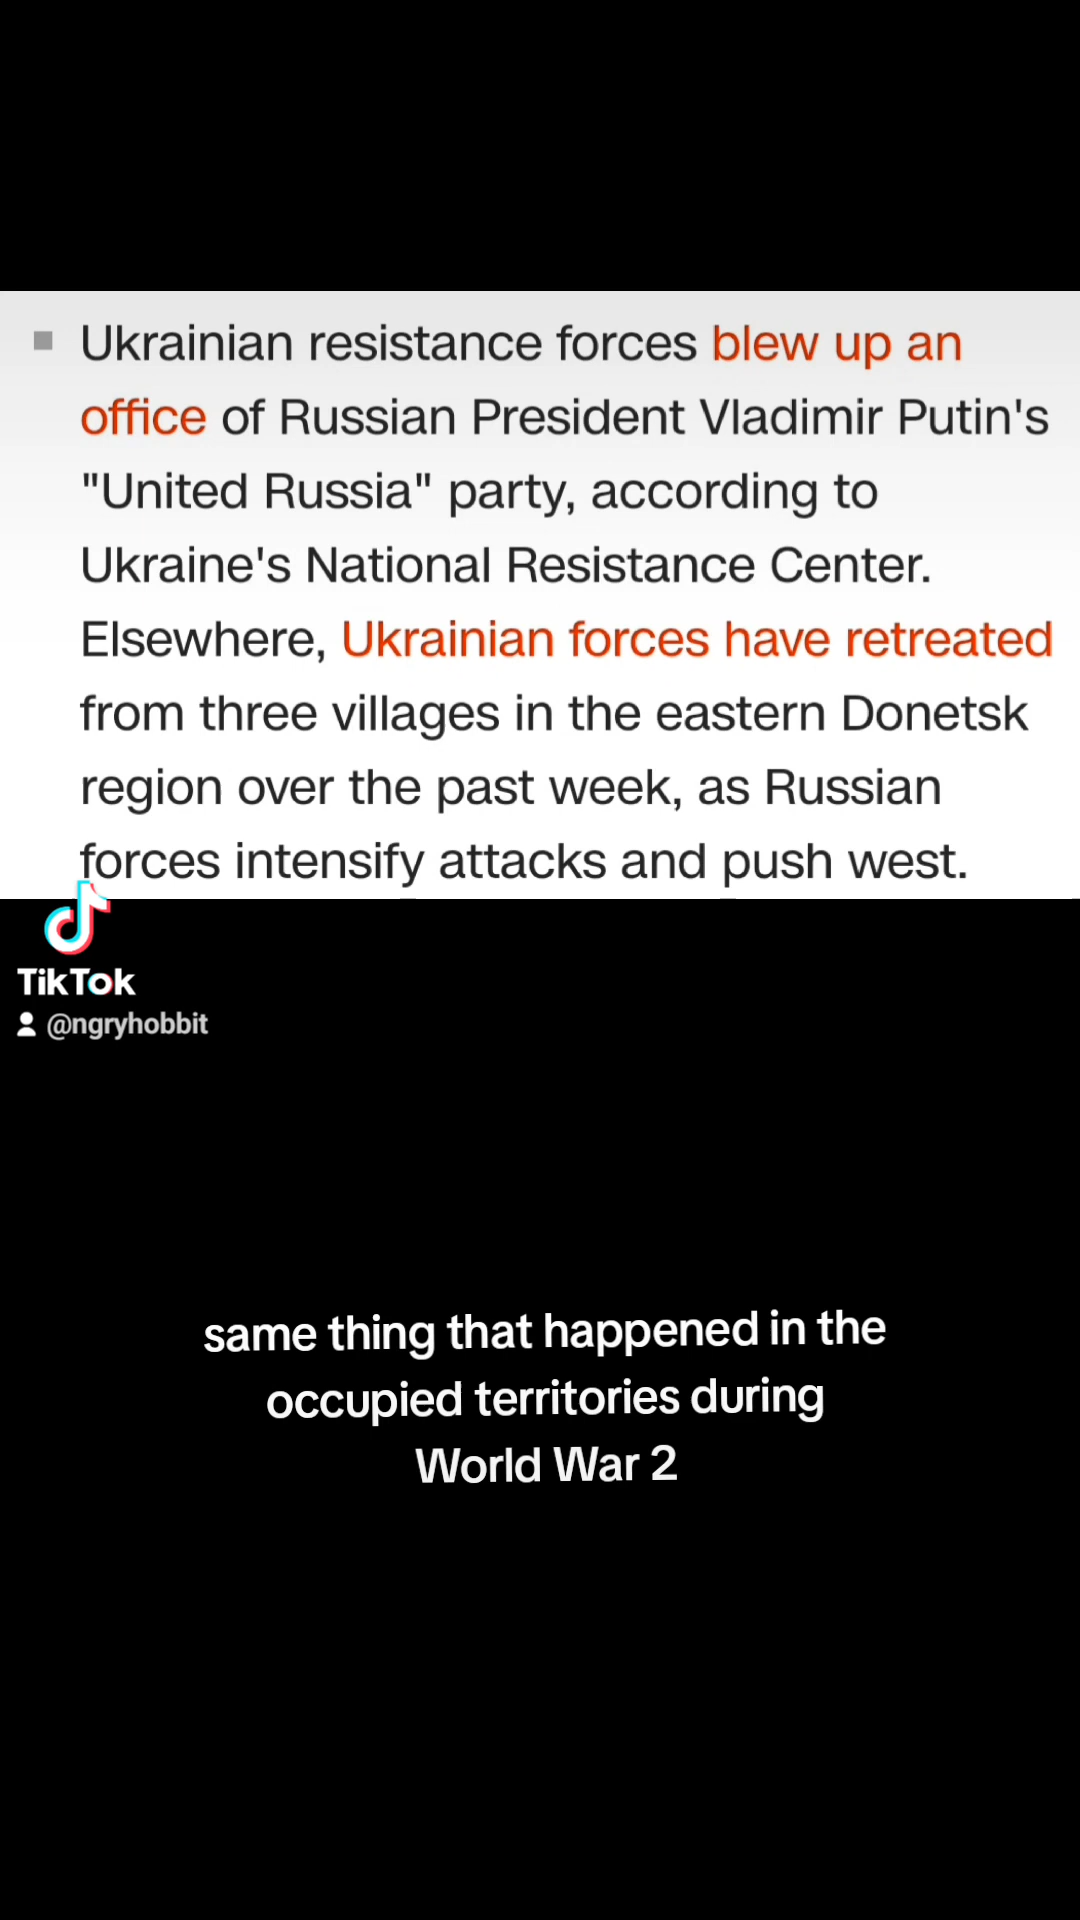 Ukrainian resistance forces blew up an
office of Russian President Vladimir Putin's
"United Russia" party, according to
Ukraine's National Resistance Center.
Elsewhere, Ukrainian forces have retreated
from three villages in the eastern Donetsk
region over the past week, as Russian
forces intensify attacks and push west.
TikTok
@ngryhobbit
same thing that happened in the
occupied territories during
World War 2